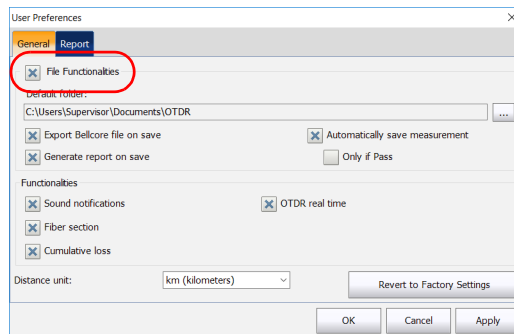 User Preferences
General Report
File Functionalities
Default folder:
C:\Users\Supervisor\Documents\OTDR ...
Export Bellcore file on save Automatically save measurement
Generate report on save Only if Pass
Functionalities
Sound notifications OTDR real time
Fiber section
Cumulative loss
Distance unit: km (kilometers) Revert to Factory Settings
OK Cancel Apply